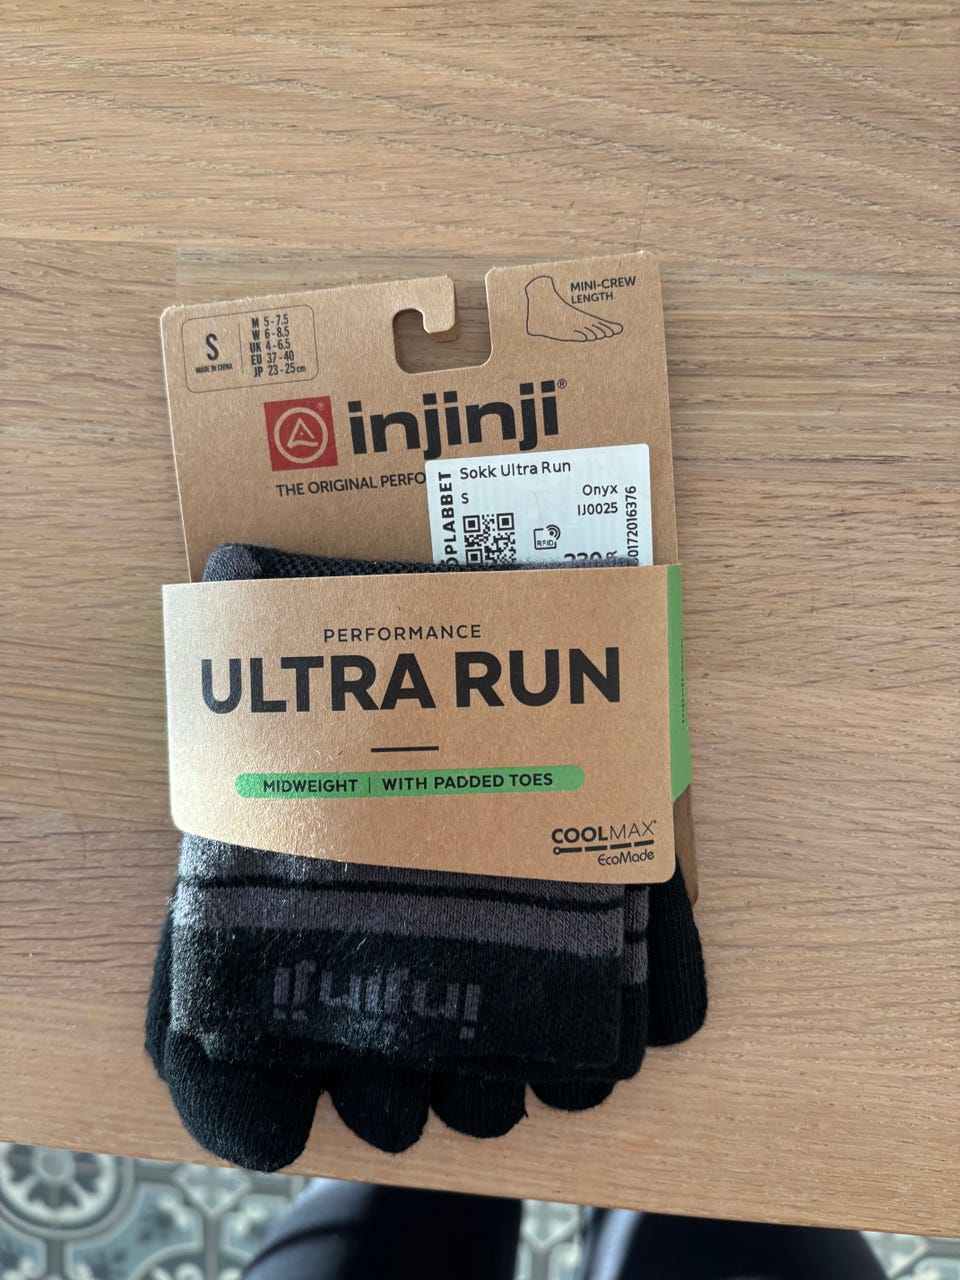 S
MADE IN CHINA
M 5-7.5
W 6-8.5
UK 4-6.5
EU 37-40
JP 23-25cm
MINI-CREW
LENGTH
injinji®
THE ORIGINAL PERFO
Sokk Ultra Run
S
Onyx
IJ0025
RFID
PERFORMANCE
ULTRA RUN
MIDWEIGHT | WITH PADDED TOES
COOLMAX®
EcoMade
injinji